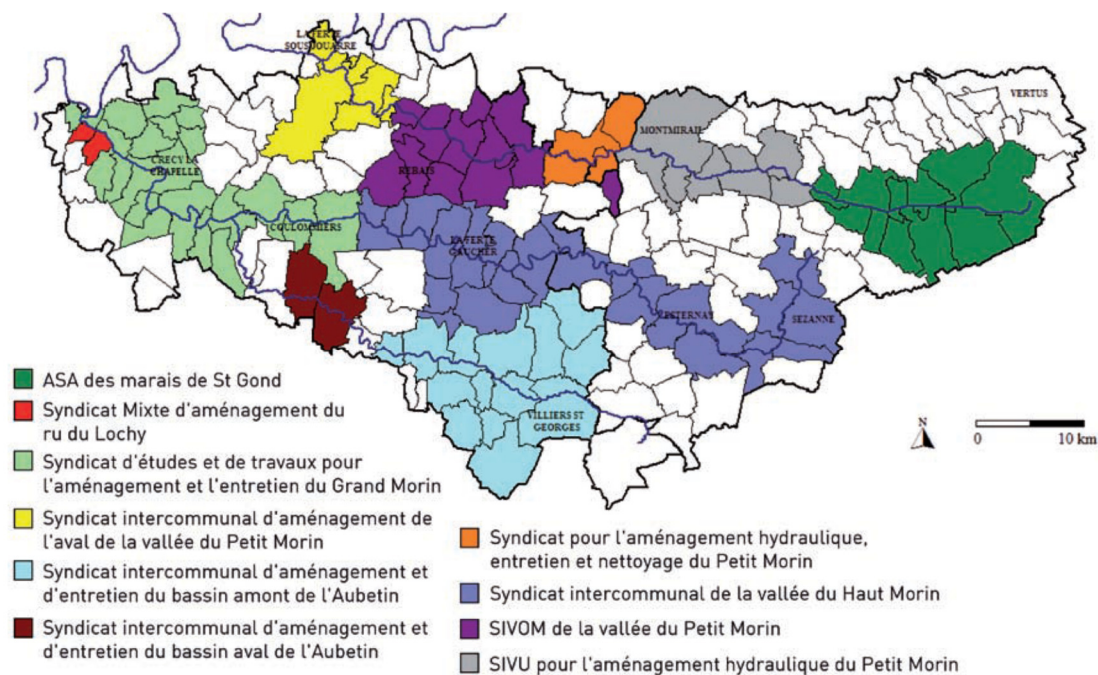 LA FERTE
SOUS JOUARRE
VERTUS
MONTMIRAIL
CRECY LA
CHAPELLE
REBAIS
COULOMMIERS
LA FERTE
GAUCHER
ESTERNAY
SEZANNE
VILLIERS ST
GEORGES
N
0 10 km
ASA des marais de St Gond
Syndicat Mixte d'aménagement du
ru du Lochy
Syndicat d'études et de travaux pour
l'aménagement et l'entretien du Grand Morin
Syndicat intercommunal d'aménagement de
l'aval de la vallée du Petit Morin
Syndicat intercommunal d'aménagement et
d'entretien du bassin amont de l'Aubetin
Syndicat intercommunal d'aménagement et
d'entretien du bassin aval de l'Aubetin
Syndicat pour l'aménagement hydraulique,
entretien et nettoyage du Petit Morin
Syndicat intercommunal de la vallée du Haut Morin
SIVOM de la vallée du Petit Morin
SIVU pour l'aménagement hydraulique du Petit Morin